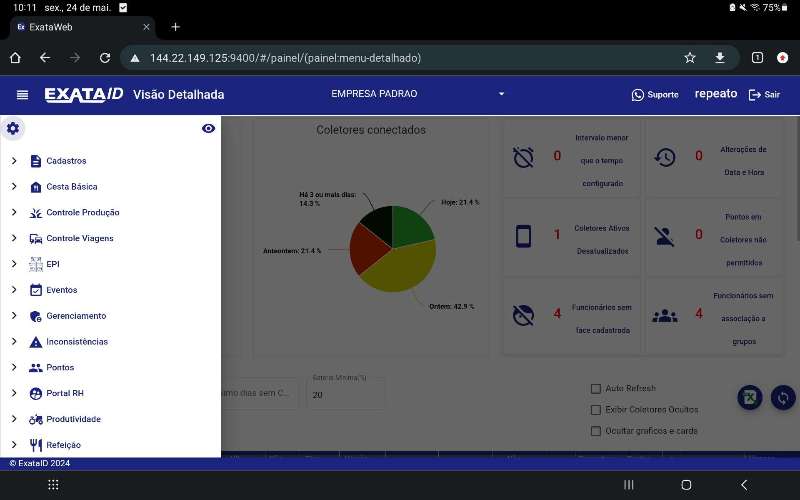 10:11 sex., 24 de mai.
75%
ExataWeb
144.22.149.125:9400/#/painel/(painel:menu-detalhado)
1
EXATA ID
Visão Detalhada
EMPRESA PADRAO
Suporte
repeato
Sair
Cadastros
Cesta Básica
Controle Produção
Controle Viagens
EPI
Eventos
Gerenciamento
Inconsistências
Pontos
Portal RH
Produtividade
Refeição
Coletores conectados
Há 3 ou mais dias:
14.3 %
Hoje: 21.4 %
Anteontem: 21.4 %
Ontem: 42.9 %
0
Intervalo menor
que o tempo
configurado
0
Alterações de
Data e Hora
1
Coletores Ativos
Desatualizados
0
Pontos em
Coletores não
permitidos
4
Funcionários sem
face cadastrada
4
Funcionários sem
associação a
grupos
dias sem C...
Bateria Mínima(%)
20
Auto Refresh
Exibir Coletores Ocultos
Ocultar graficos e cards
© ExataID 2024